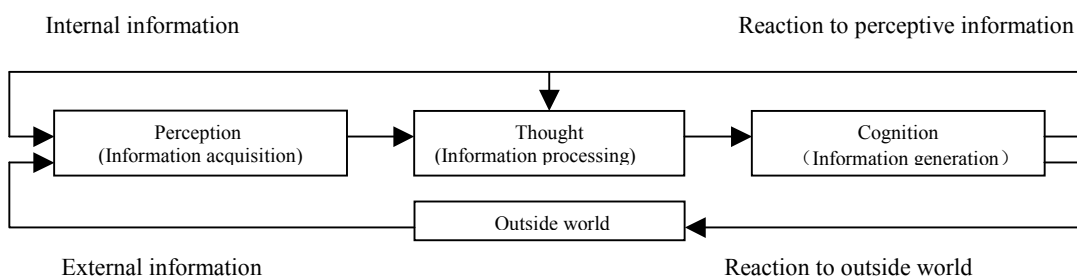 Internal information
Reaction to perceptive information
Perception
(Information acquisition)
Thought
(Information processing)
Cognition
（Information generation）
Outside world
External information
Reaction to outside world